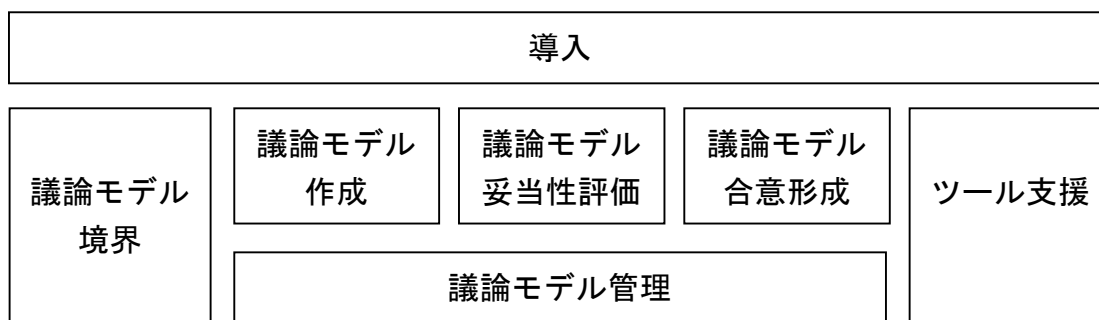 導入
議論モデル
境界
議論モデル
作成
議論モデル
妥当性評価
議論モデル
合意形成
ツール支援
議論モデル管理